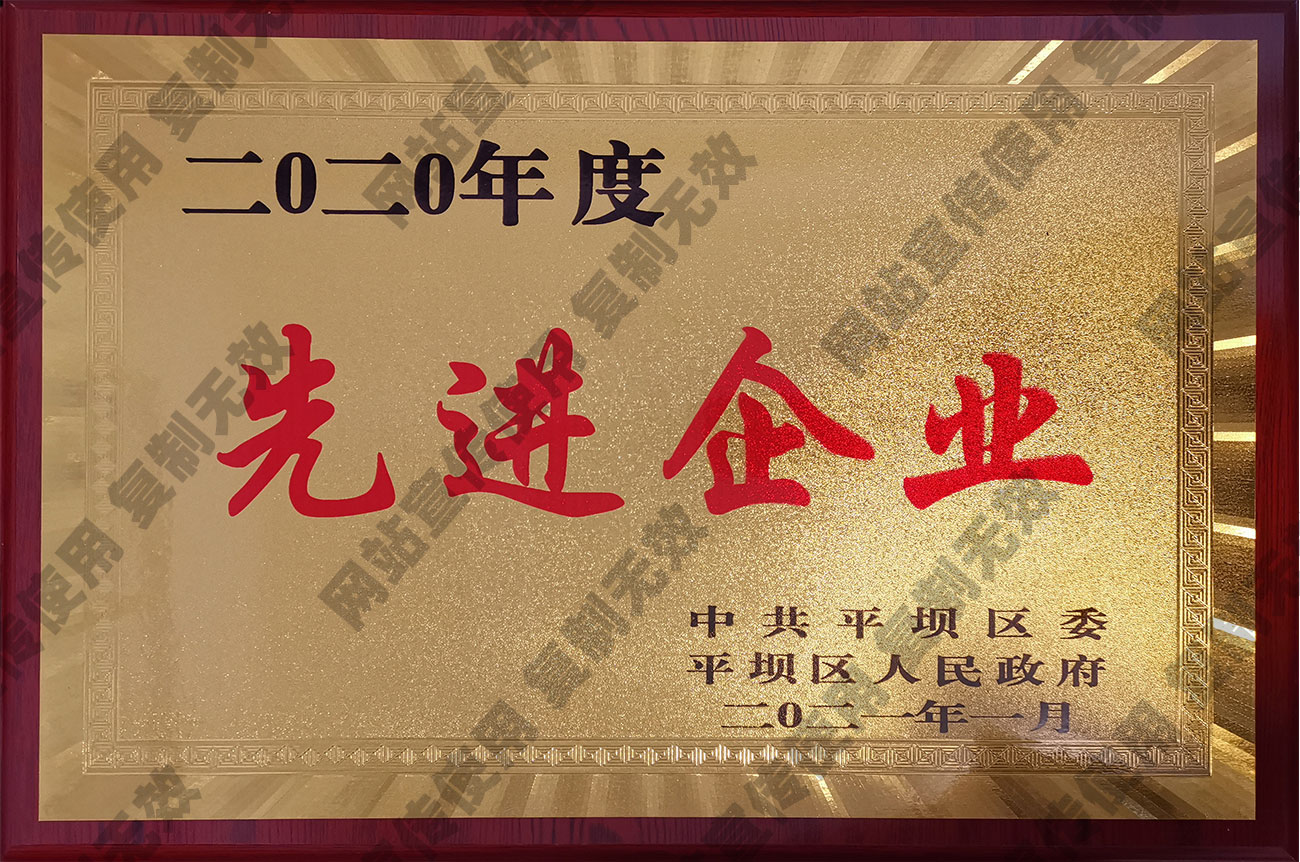 二0二0年度
先进企业
中共平坝区委
平坝区人民政府
二0二一年一月
网站宣传使用 复制无效